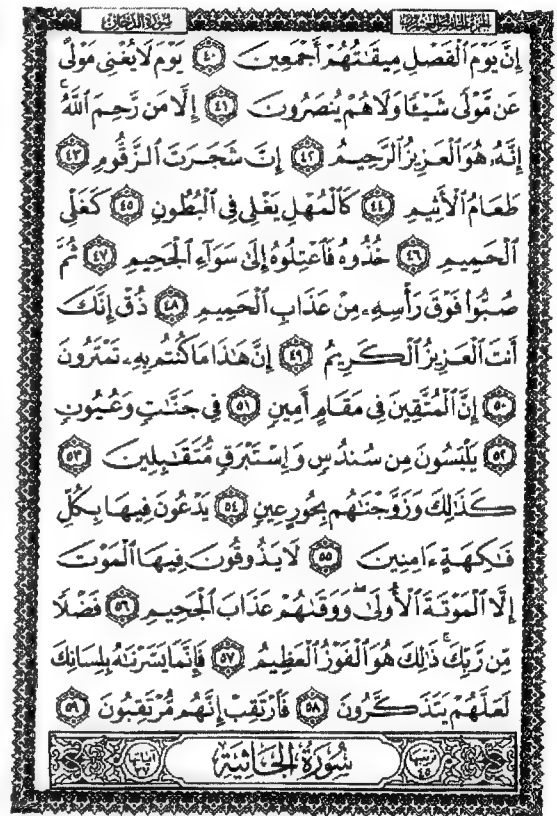 الجزء الخامس والعشرون سورة الدخان
إِنَّ يَوْمَ ٱلْفَصْلِ مِيقَٰتُهُمْ أَجْمَعِينَ ٤٠ يَوْمَ لَا يُغْنِى مَوْلًى
عَن مَّوْلًى شَيْـًٔا وَلَا هُمْ يُنصَرُونَ ٤١ إِلَّا مَن رَّحِمَ ٱللَّهُ ۚ
إِنَّهُۥ هُوَ ٱلْعَزِيزُ ٱلرَّحِيمُ ٤٢ إِنَّ شَجَرَتَ ٱلزَّقُّومِ ٤٣
طَعَامُ ٱلْأَثِيمِ ٤٤ كَٱلْمُهْلِ يَغْلِى فِى ٱلْبُطُونِ ٤٥ كَغَلْىِ
ٱلْحَمِيمِ ٤٦ خُذُوهُ فَٱعْتِلُوهُ إِلَىٰ سَوَآءِ ٱلْجَحِيمِ ٤٧ ثُمَّ
صُبُّوا۟ فَوْقَ رَأْسِهِۦ مِنْ عَذَابِ ٱلْحَمِيمِ ٤٨ ذُقْ إِنَّكَ
أَنتَ ٱلْعَزِيزُ ٱلْكَرِيمُ ٤٩ إِنَّ هَٰذَا مَا كُنتُم بِهِۦ تَمْتَرُونَ
٥٠ إِنَّ ٱلْمُتَّقِينَ فِى مَقَامٍ أَمِينٍ ٥١ فِى جَنَّٰتٍ وَعُيُونٍ
٥٢ يَلْبَسُونَ مِن سُندُسٍ وَإِسْتَبْرَقٍ مُّتَقَٰبِلِينَ ٥٣
كَذَٰلِكَ وَزَوَّجْنَٰهُم بِحُورٍ عِينٍ ٥٤ يَدْعُونَ فِيهَا بِكُلِّ
فَٰكِهَةٍ ءَامِنِينَ ٥٥ لَا يَذُوقُونَ فِيهَا ٱلْمَوْتَ
إِلَّا ٱلْمَوْتَةَ ٱلْأُولَىٰ ۖ وَوَقَىٰهُمْ عَذَابَ ٱلْجَحِيمِ ٥٦ فَضْلًا
مِّن رَّبِّكَ ۚ ذَٰلِكَ هُوَ ٱلْفَوْزُ ٱلْعَظِيمُ ٥٧ فَإِنَّمَا يَسَّرْنَٰهُ بِلِسَانِكَ
لَعَلَّهُمْ يَتَذَكَّرُونَ ٥٨ فَٱرْتَقِبْ إِنَّهُم مُّرْتَقِبُونَ ٥٩
ترتيبها ٤٥ سُورَةُ الْجَاثِيَةِ آياتها ٣٧